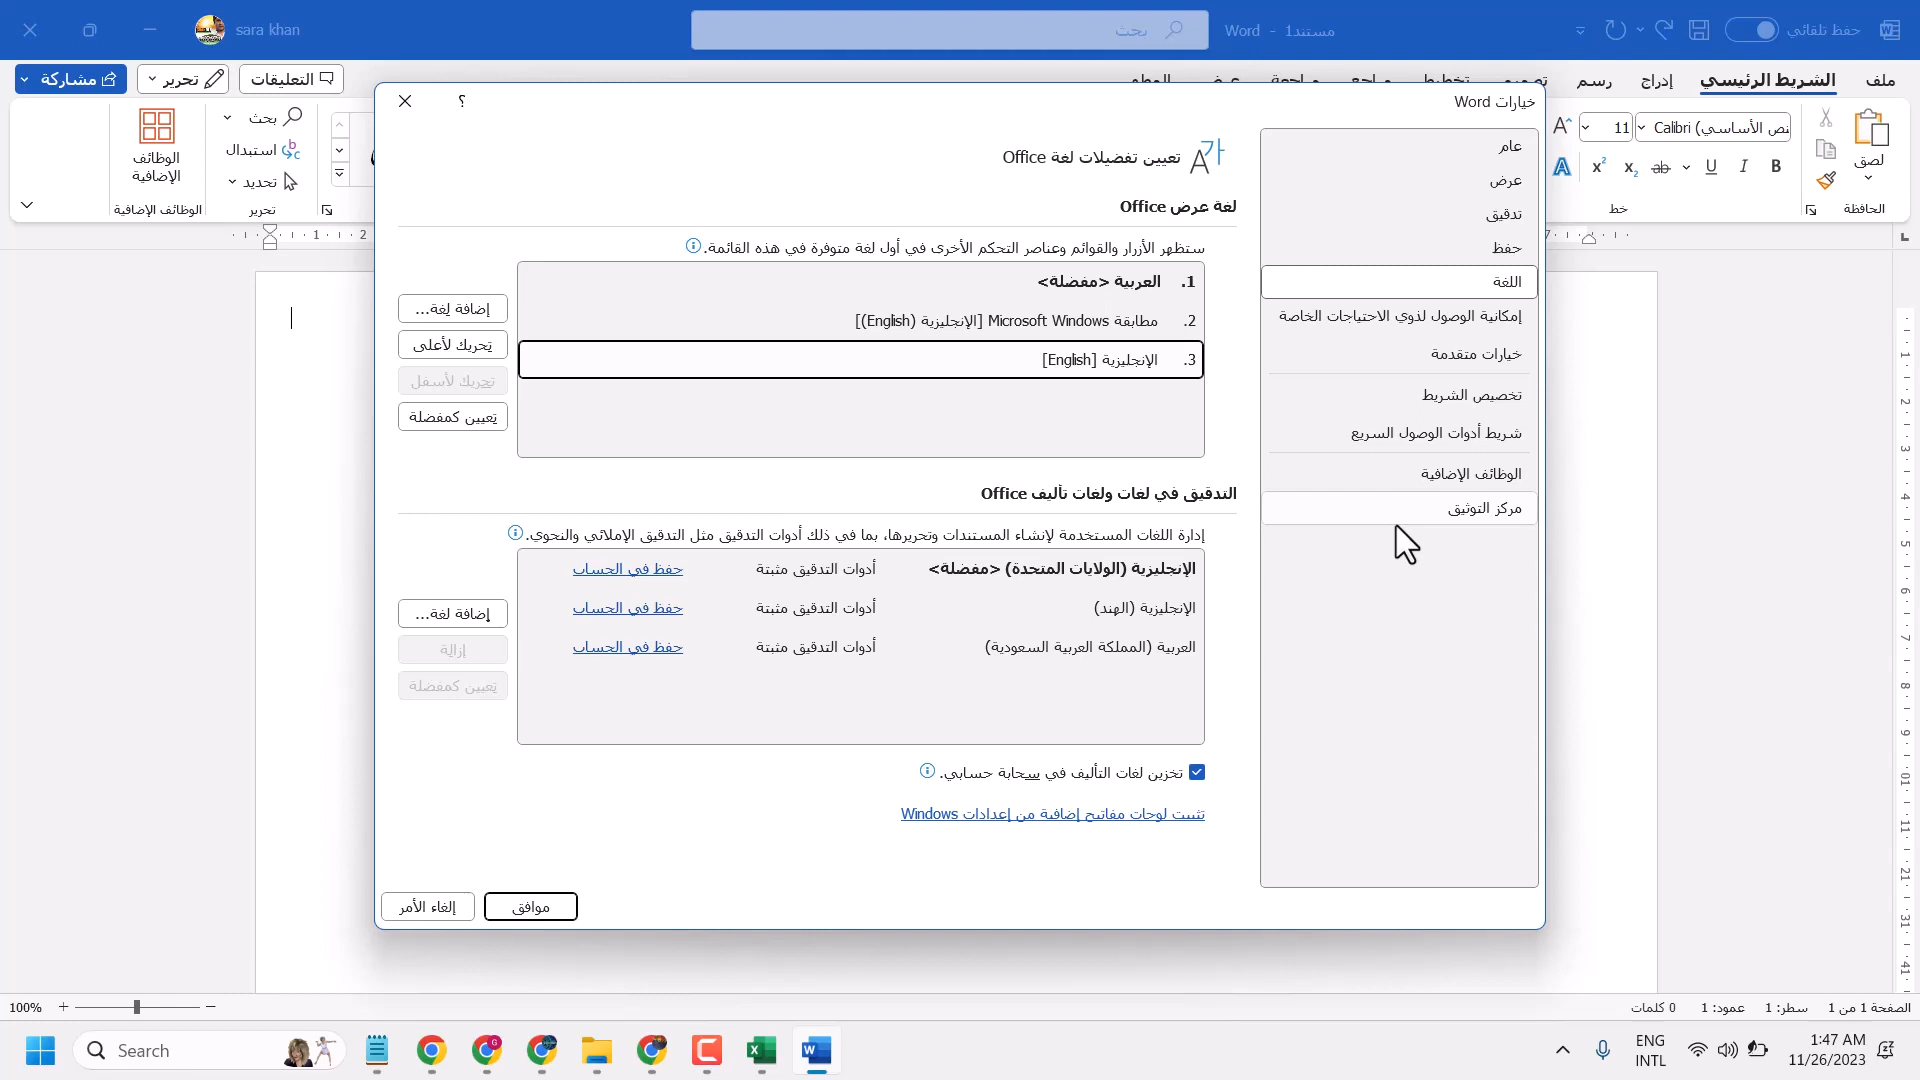 حفظ تلقائي
مستند1 - Word
بحث
sara khan
ملف
الشريط الرئيسي
إدراج
رسم
التعليقات
تحرير
مشاركة
لصق
الحافظة
11
خط
بحث
استبدال
تحديد
تحرير
الوظائف
الإضافية
الوظائف الإضافية
خيارات Word
؟
عام
عرض
تدقيق
حفظ
اللغة
إمكانية الوصول لذوي الاحتياجات الخاصة
خيارات متقدمة
تخصيص الشريط
شريط أدوات الوصول السريع
الوظائف الإضافية
مركز التوثيق
تعيين تفضيلات لغة Office
لغة عرض Office
ستظهر الأزرار والقوائم وعناصر التحكم الأخرى في أول لغة متوفرة في هذه القائمة.
1. العربية <مفضلة>
2. مطابقة Microsoft Windows [الإنجليزية (English)]
3. الإنجليزية [English]
إضافة لغة...
تحريك لأعلى
تحريك لأسفل
تعيين كمفضلة
التدقيق في لغات ولغات تأليف Office
إدارة اللغات المستخدمة لإنشاء المستندات وتحريرها، بما في ذلك أدوات التدقيق مثل التدقيق الإملائي والنحوي.
الإنجليزية (الولايات المتحدة) <مفضلة> أدوات التدقيق مثبتة حفظ في الحساب
الإنجليزية (الهند) أدوات التدقيق مثبتة حفظ في الحساب
العربية (المملكة العربية السعودية) أدوات التدقيق مثبتة حفظ في الحساب
إضافة لغة...
إزالة
تعيين كمفضلة
تخزين لغات التأليف في سحابة حسابي.
تثبيت لوحات مفاتيح إضافية من إعدادات Windows
موافق
إلغاء الأمر
الصفحة 1 من 1
سطر: 1
عمود: 1
0 كلمات
100%
Search
ENG
INTL
1:47 AM
11/26/2023